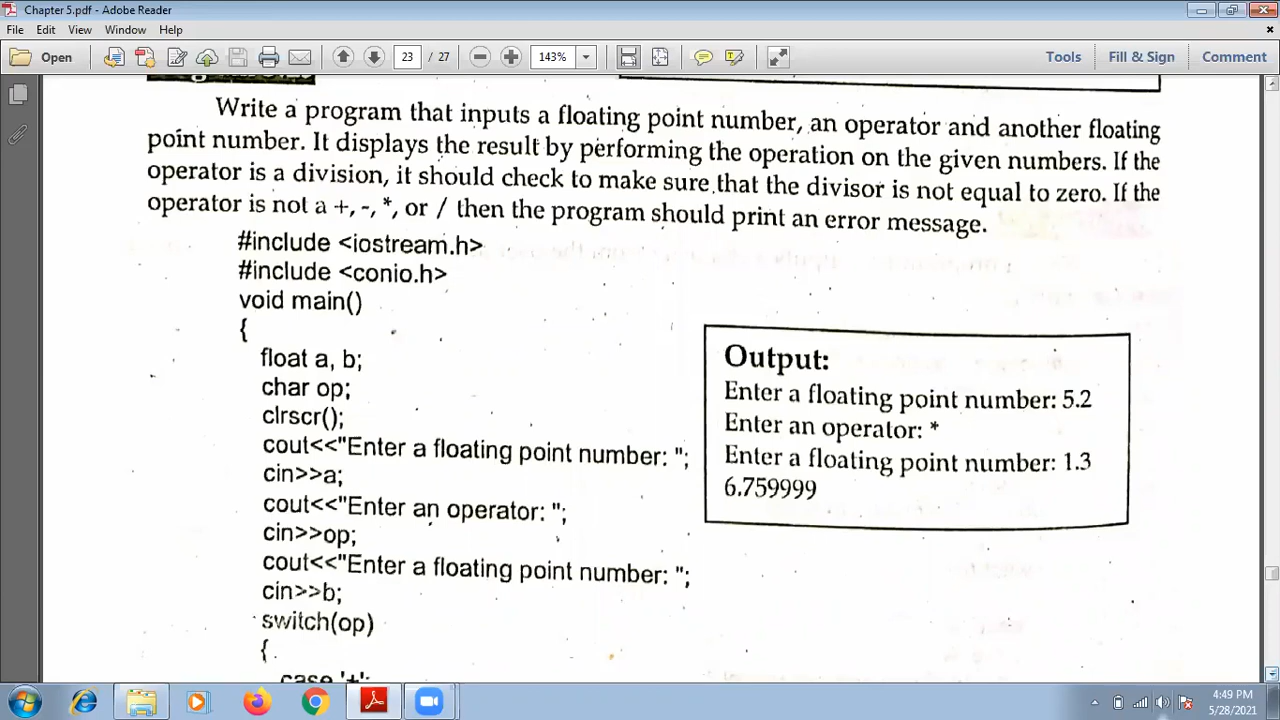 Chapter 5.pdf - Adobe Reader
File Edit View Window Help
Open 23 / 27 143% Tools Fill & Sign Comment
Write a program that inputs a floating point number, an operator and another floating
point number. It displays the result by performing the operation on the given numbers. If the
operator is a division, it should check to make sure that the divisor is not equal to zero. If the
operator is not a +, -, *, or / then the program should print an error message.
#include <iostream.h>
#include <conio.h>
void main()
{
float a, b;
char op;
clrscr();
cout<<"Enter a floating point number: ";
cin>>a;
cout<<"Enter an operator: ";
cin>>op;
cout<<"Enter a floating point number: ";
cin>>b;
switch(op)
{
case '+':
Output:
Enter a floating point number: 5.2
Enter an operator: *
Enter a floating point number: 1.3
6.759999
4:49 PM
5/28/2021